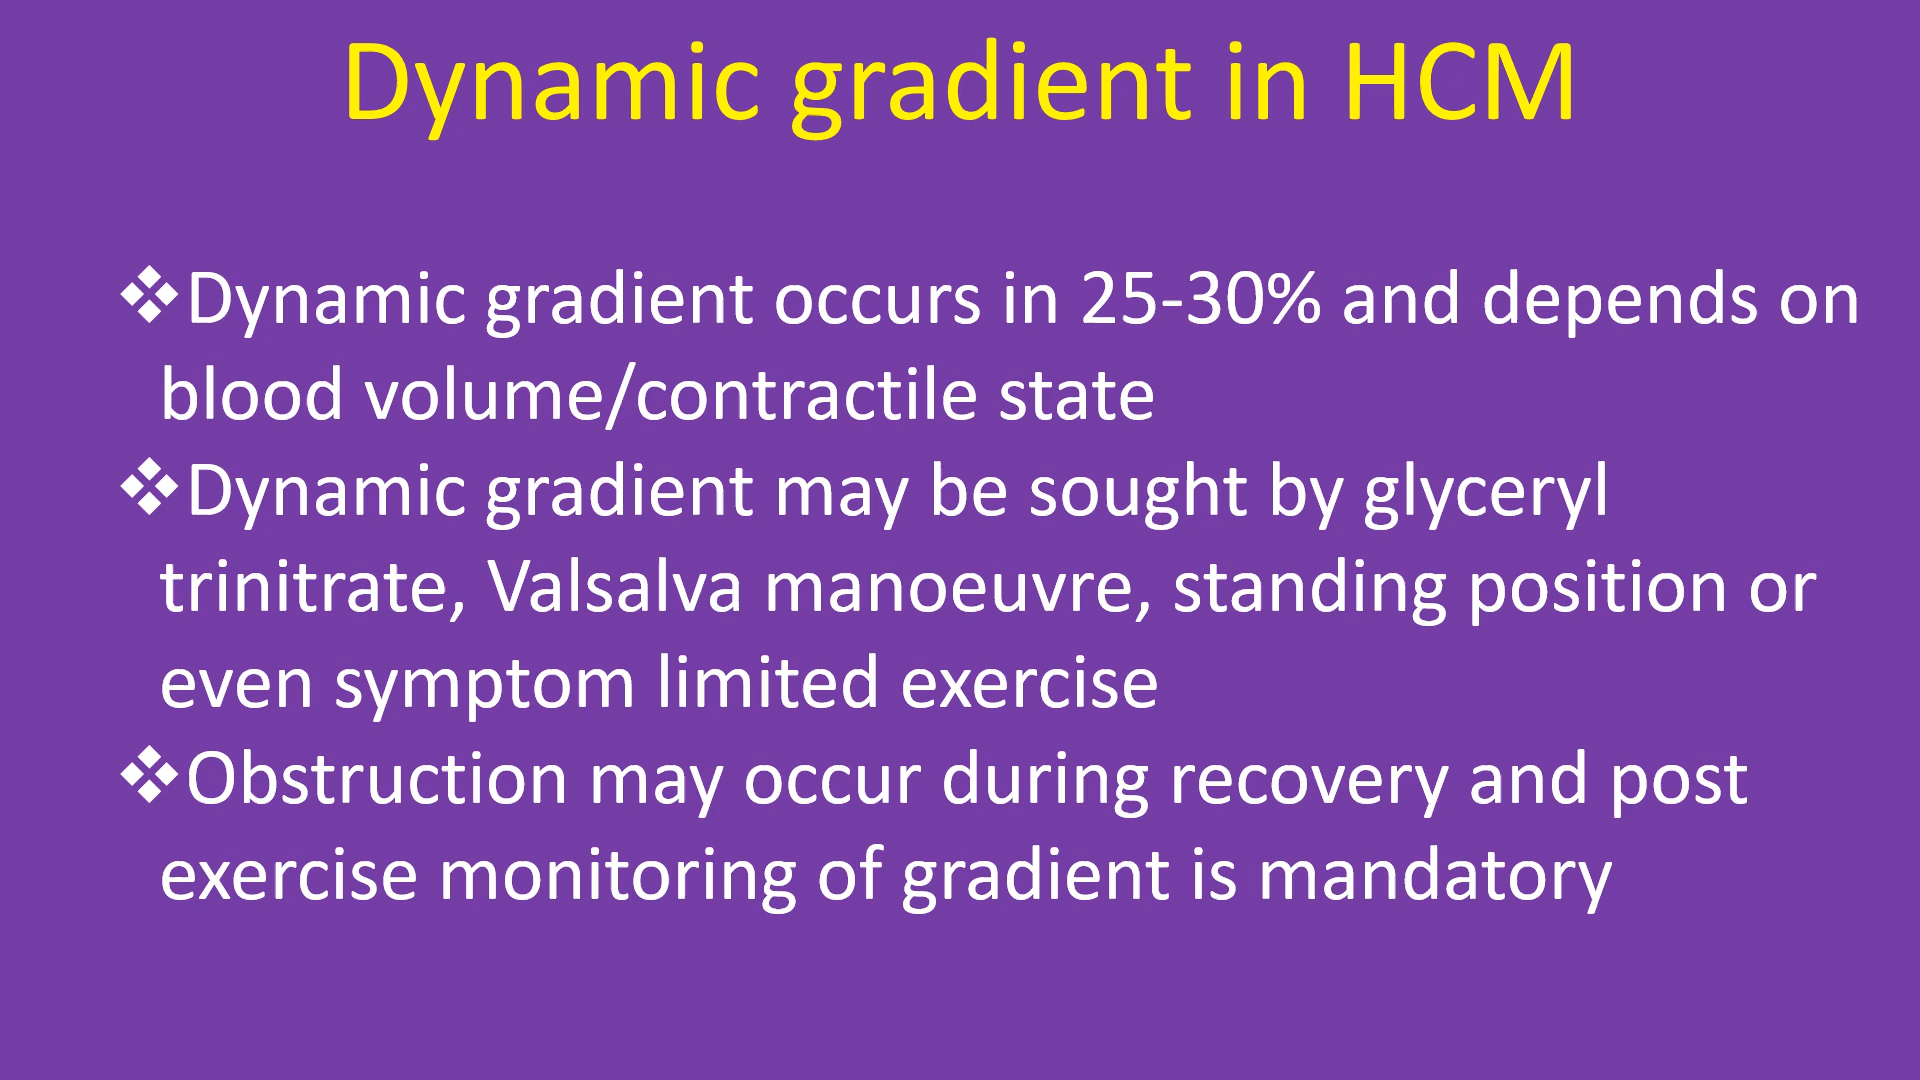 Dynamic gradient in HCM
❖Dynamic gradient occurs in 25-30% and depends on
blood volume/contractile state
❖Dynamic gradient may be sought by glyceryl
trinitrate, Valsalva manoeuvre, standing position or
even symptom limited exercise
❖Obstruction may occur during recovery and post
exercise monitoring of gradient is mandatory